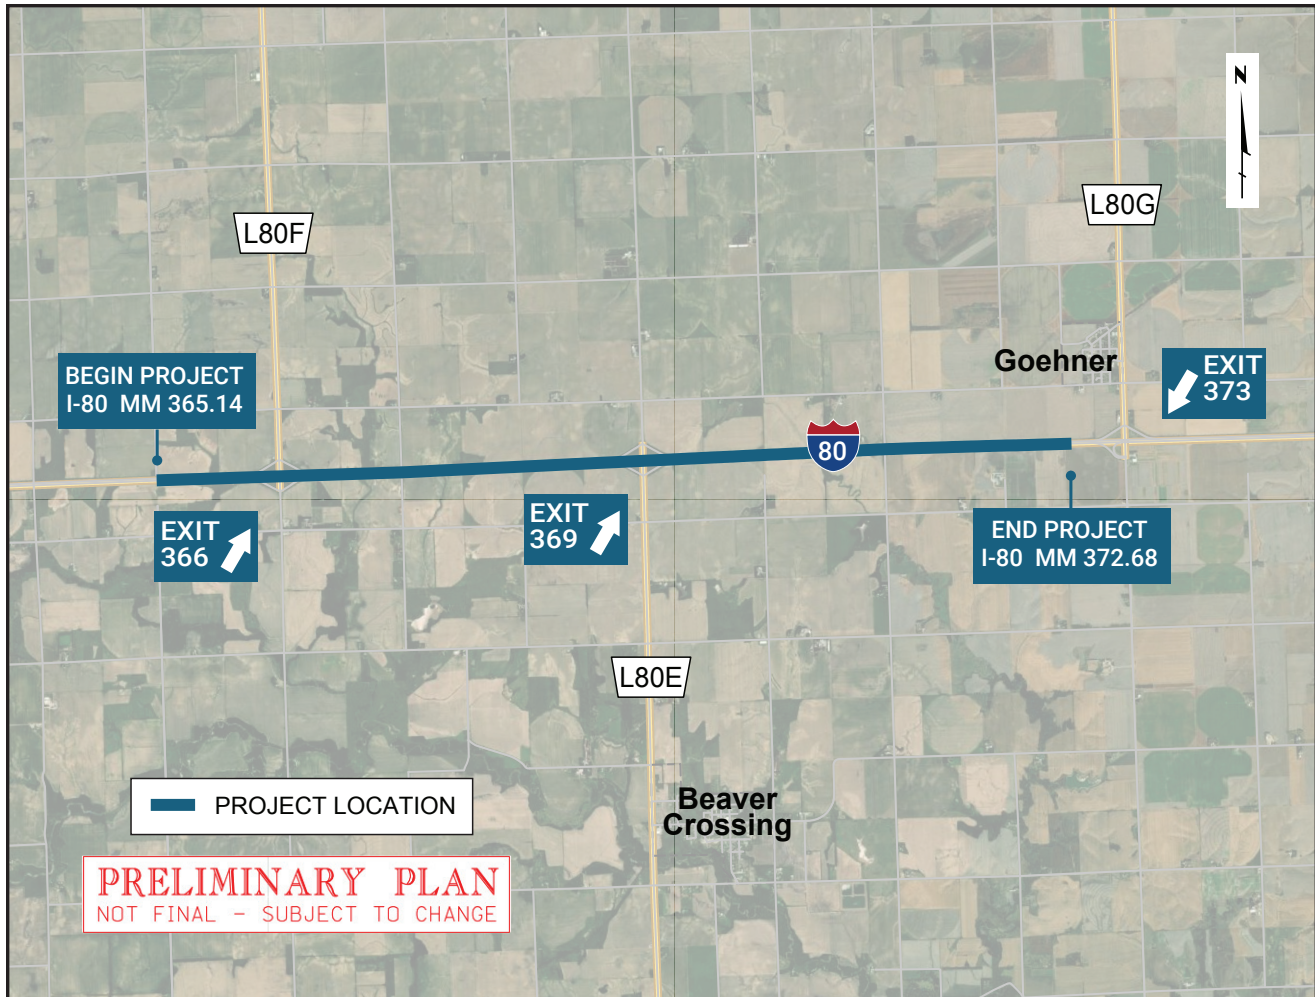 N
L80F
L80G
Goehner
EXIT
373
BEGIN PROJECT
I-80 MM 365.14
80
EXIT
366
EXIT
369
END PROJECT
I-80 MM 372.68
L80E
PROJECT LOCATION
Beaver
Crossing
PRELIMINARY PLAN
NOT FINAL - SUBJECT TO CHANGE